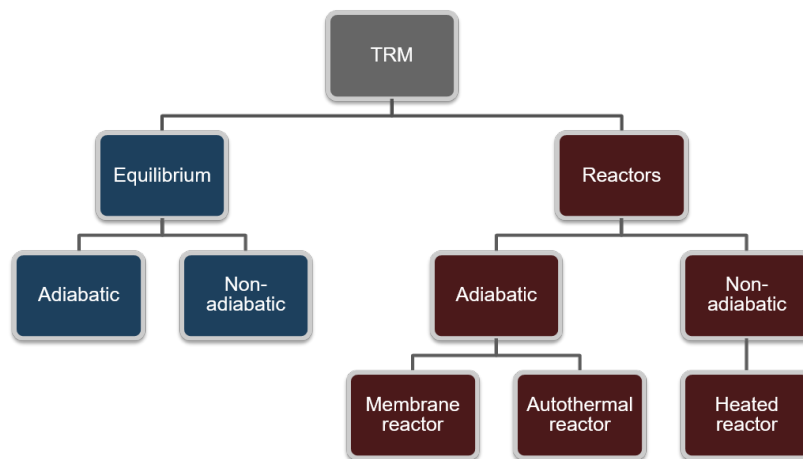 TRM
Equilibrium
Reactors
Adiabatic
Non-
adiabatic
Adiabatic
Non-
adiabatic
Membrane
reactor
Autothermal
reactor
Heated
reactor